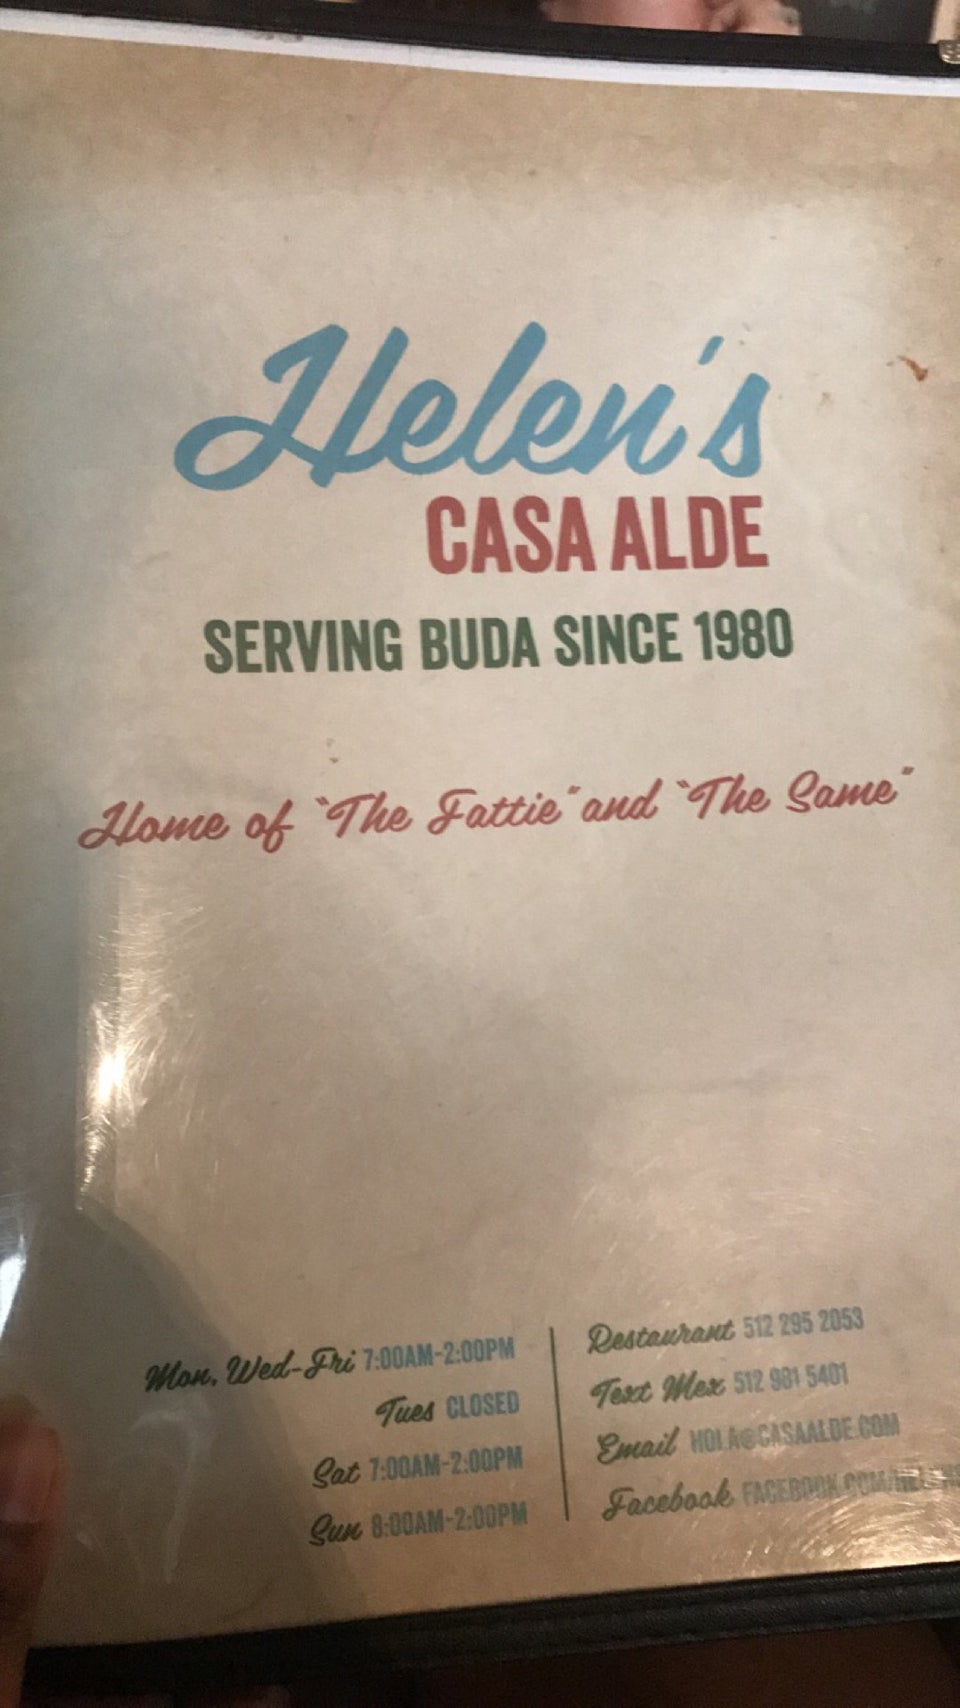 Helen's
CASA ALDE
SERVING BUDA SINCE 1980
Home of "The Fattie" and "The Same"
Mon, Wed-Fri 7:00AM-2:00PM
Tues CLOSED
Sat 7:00AM-2:00PM
Sun 8:00AM-2:00PM
Restaurant 512 295 2053
Text Mex 512 981 5401
Email HOLA@CASAALDE.COM
Facebook